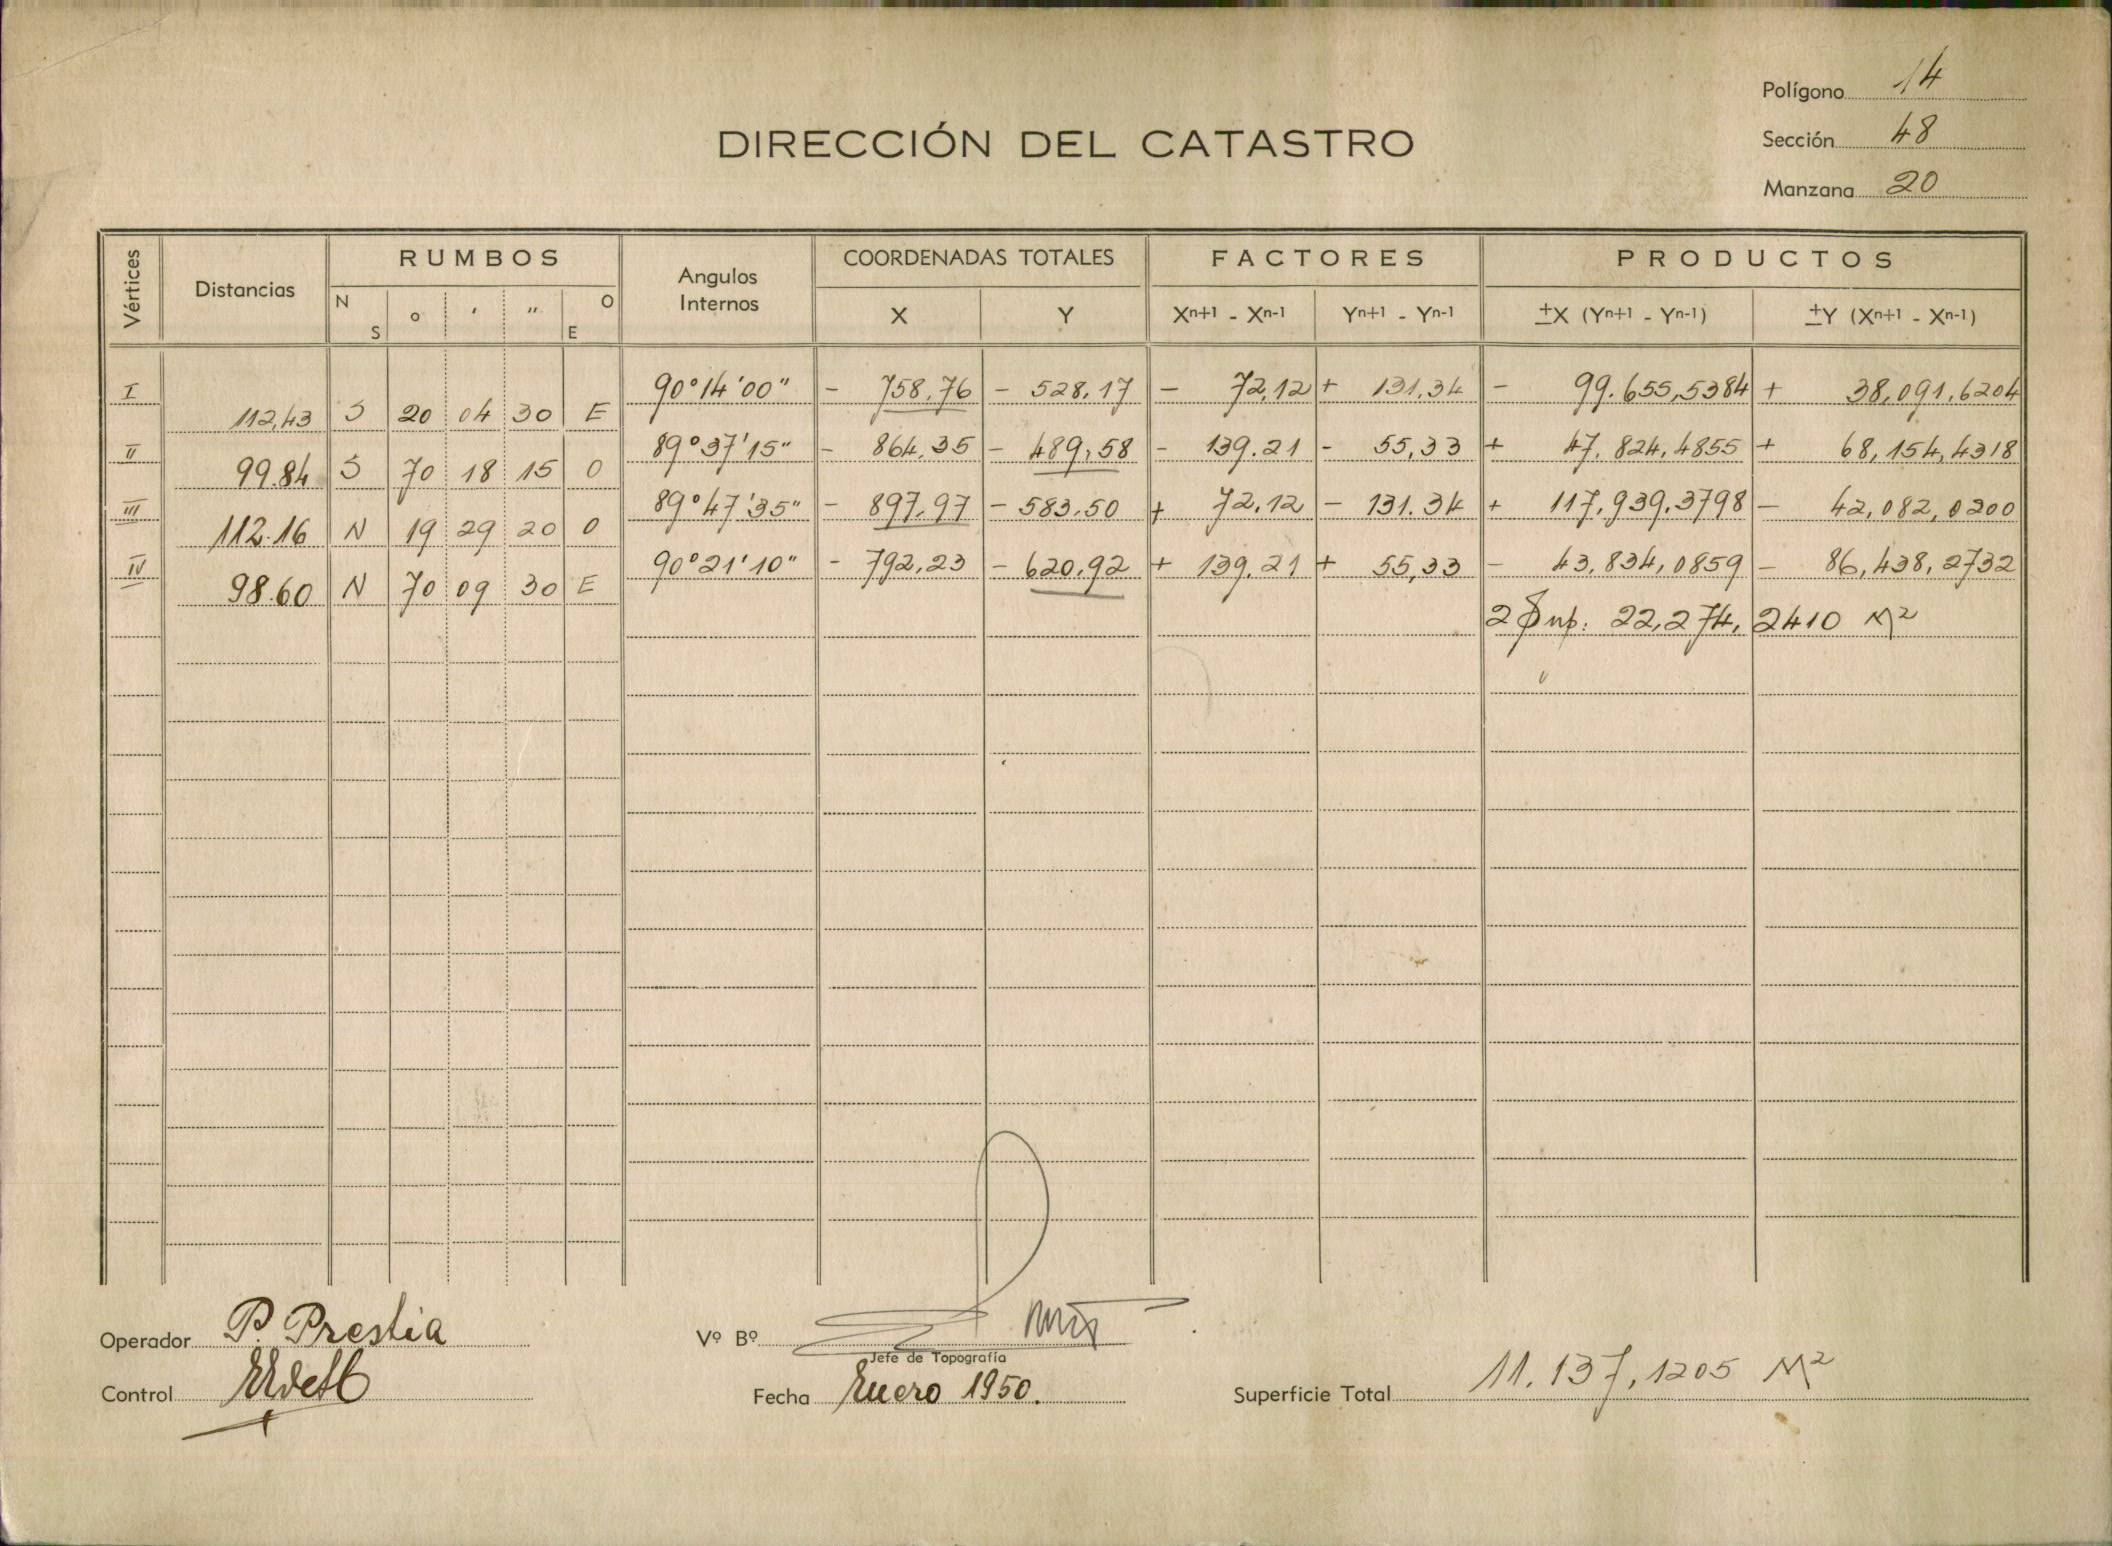 Polígono 14
DIRECCIÓN DEL CATASTRO
Sección 48
Manzana 20
Vértices Distancias RUMBOS N S o ' " O E Angulos Internos COORDENADAS TOTALES X Y FACTORES Xn+1 - Xn-1 Yn+1 - Yn-1 PRODUCTOS ±X (Yn+1 - Yn-1) ±Y (Xn+1 - Xn-1)
I 90°14'00" - 758,76 - 528,17 - 72,12 + 131,34 - 99.655,5384 + 38,091,6204
112,43 S 20 04 30 E
II 89°37'15" - 864,35 - 489,58 - 139.21 - 55,33 + 47,824,4855 + 68,154,4318
99.84 S 70 18 15 O
III 89°47'35" - 897,97 - 583,50 + 72,12 - 131.34 + 117,939,3798 - 42,082,0200
112.16 N 19 29 20 O
IV 90°21'10" - 792,23 - 620,92 + 139,21 + 55,33 - 43,834,0859 - 86,438,2732
98.60 N 70 09 30 E
2 Sup: 22,274,2410 M²
Operador P. Prestia
Vº Bº
Jefe de Topografía
Control
Fecha Enero 1950.
Superficie Total 11.137,1205 M²